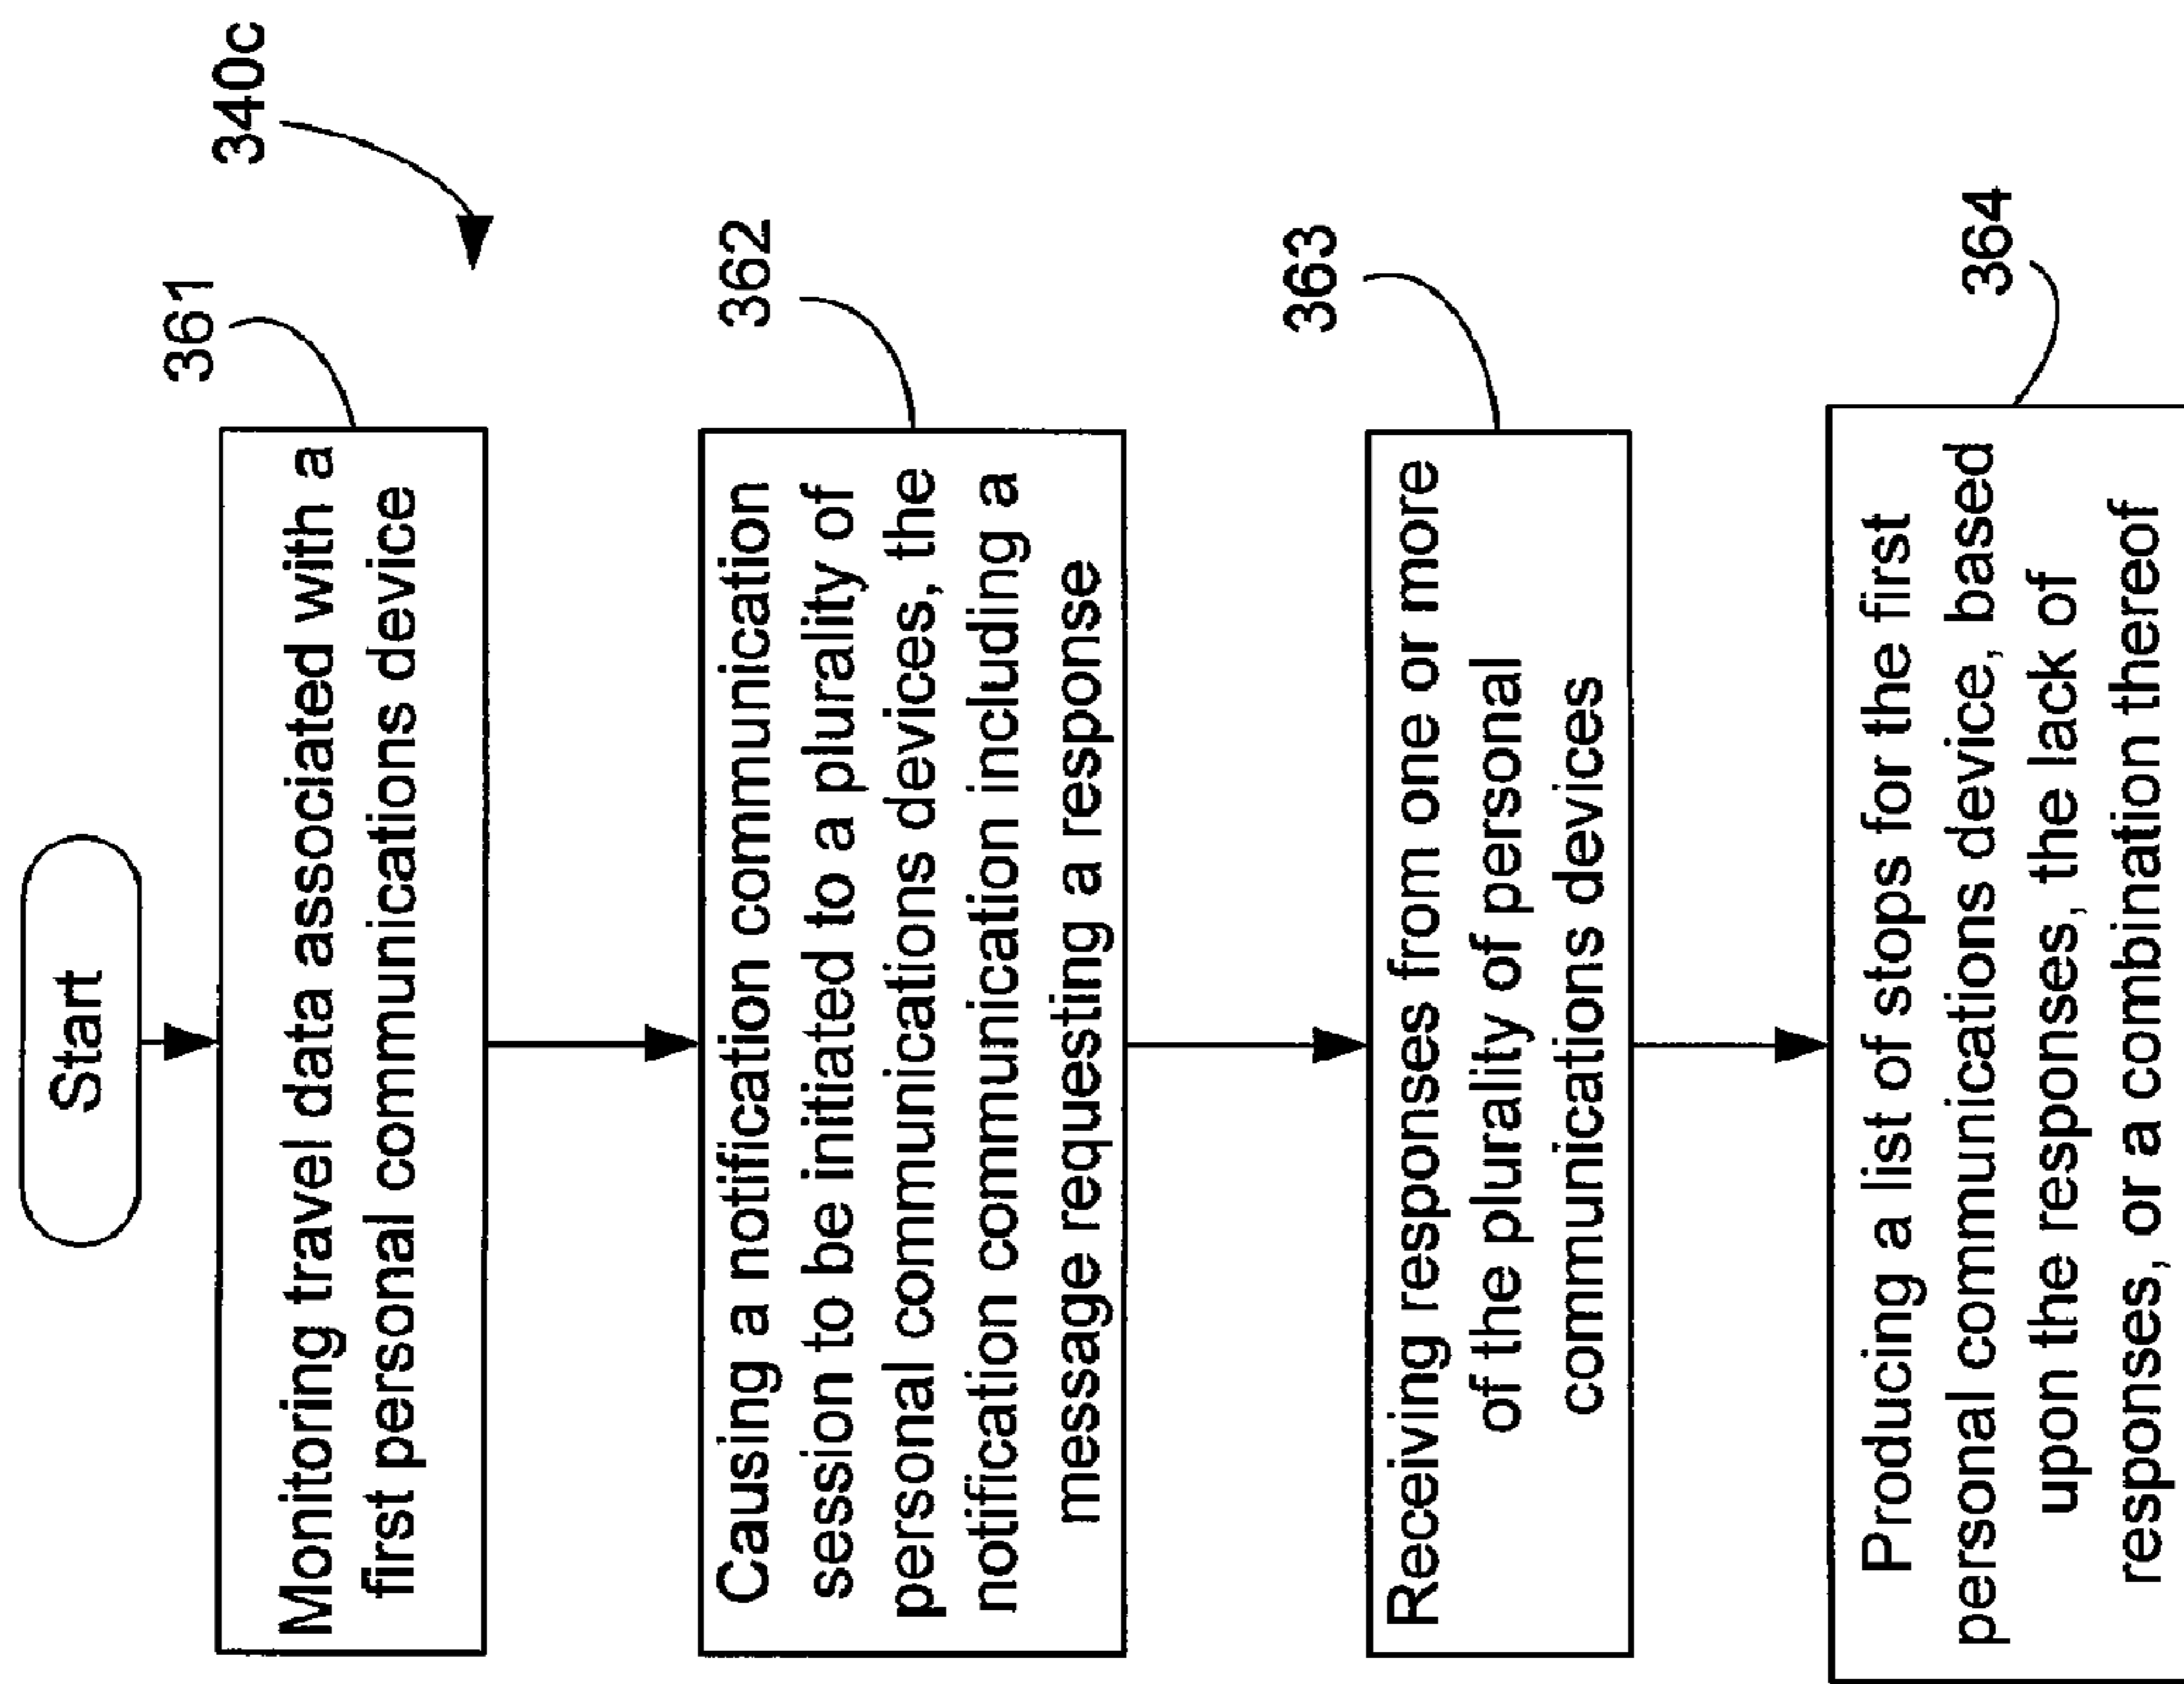 Start
340c
361
Monitoring travel data associated with a
first personal communications device
362
Causing a notification communication
session to be initiated to a plurality of
personal communications devices, the
notification communication including a
message requesting a response
363
Receiving responses from one or more
of the plurality of personal
communications devices
364
Producing a list of stops for the first
personal communications device, based
upon the responses, the lack of
responses, or a combination thereof